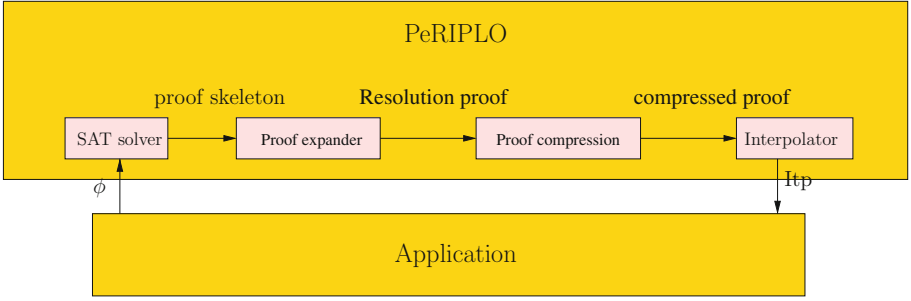 PeRIPLO
proof skeleton
Resolution proof
compressed proof
SAT solver
Proof expander
Proof compression
Interpolator
ϕ
Itp
Application